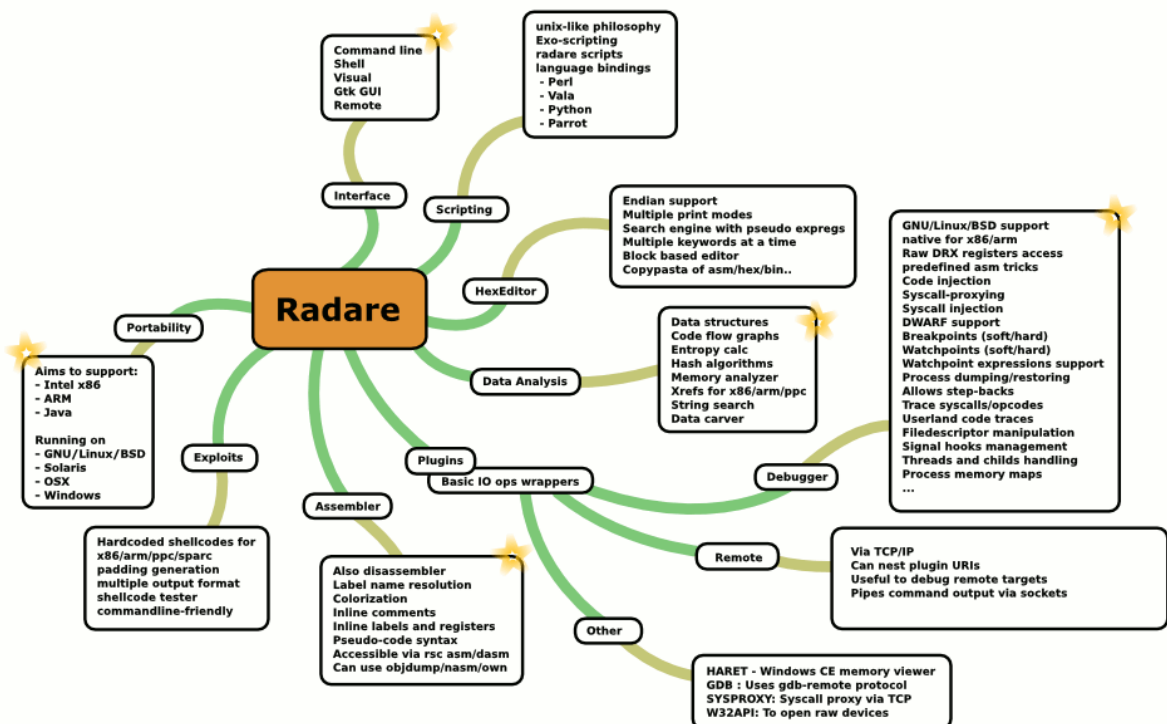 Command line
Shell
Visual
Gtk GUI
Remote
unix-like philosophy
Exo-scripting
radare scripts
language bindings
- Perl
- Vala
- Python
- Parrot
Interface
Scripting
Endian support
Multiple print modes
Search engine with pseudo expregs
Multiple keywords at a time
Block based editor
Copypasta of asm/hex/bin..
HexEditor
Radare
Portability
Aims to support:
- Intel x86
- ARM
- Java
Running on
- GNU/Linux/BSD
- Solaris
- OSX
- Windows
Data Analysis
Data structures
Code flow graphs
Entropy calc
Hash algorithms
Memory analyzer
Xrefs for x86/arm/ppc
String search
Data carver
GNU/Linux/BSD support
native for x86/arm
Raw DRX registers access
predefined asm tricks
Code injection
Syscall-proxying
Syscall injection
DWARF support
Breakpoints (soft/hard)
Watchpoints (soft/hard)
Watchpoint expressions support
Process dumping/restoring
Allows step-backs
Trace syscalls/opcodes
Userland code traces
Filedescriptor manipulation
Signal hooks management
Threads and childs handling
Process memory maps
...
Debugger
Exploits
Plugins
Basic IO ops wrappers
Assembler
Hardcoded shellcodes for
x86/arm/ppc/sparc
padding generation
multiple output format
shellcode tester
commandline-friendly
Also disassembler
Label name resolution
Colorization
Inline comments
Inline labels and registers
Pseudo-code syntax
Accessible via rsc asm/dasm
Can use objdump/nasm/own
Remote
Via TCP/IP
Can nest plugin URIs
Useful to debug remote targets
Pipes command output via sockets
Other
HARET - Windows CE memory viewer
GDB : Uses gdb-remote protocol
SYSPROXY: Syscall proxy via TCP
W32API: To open raw devices